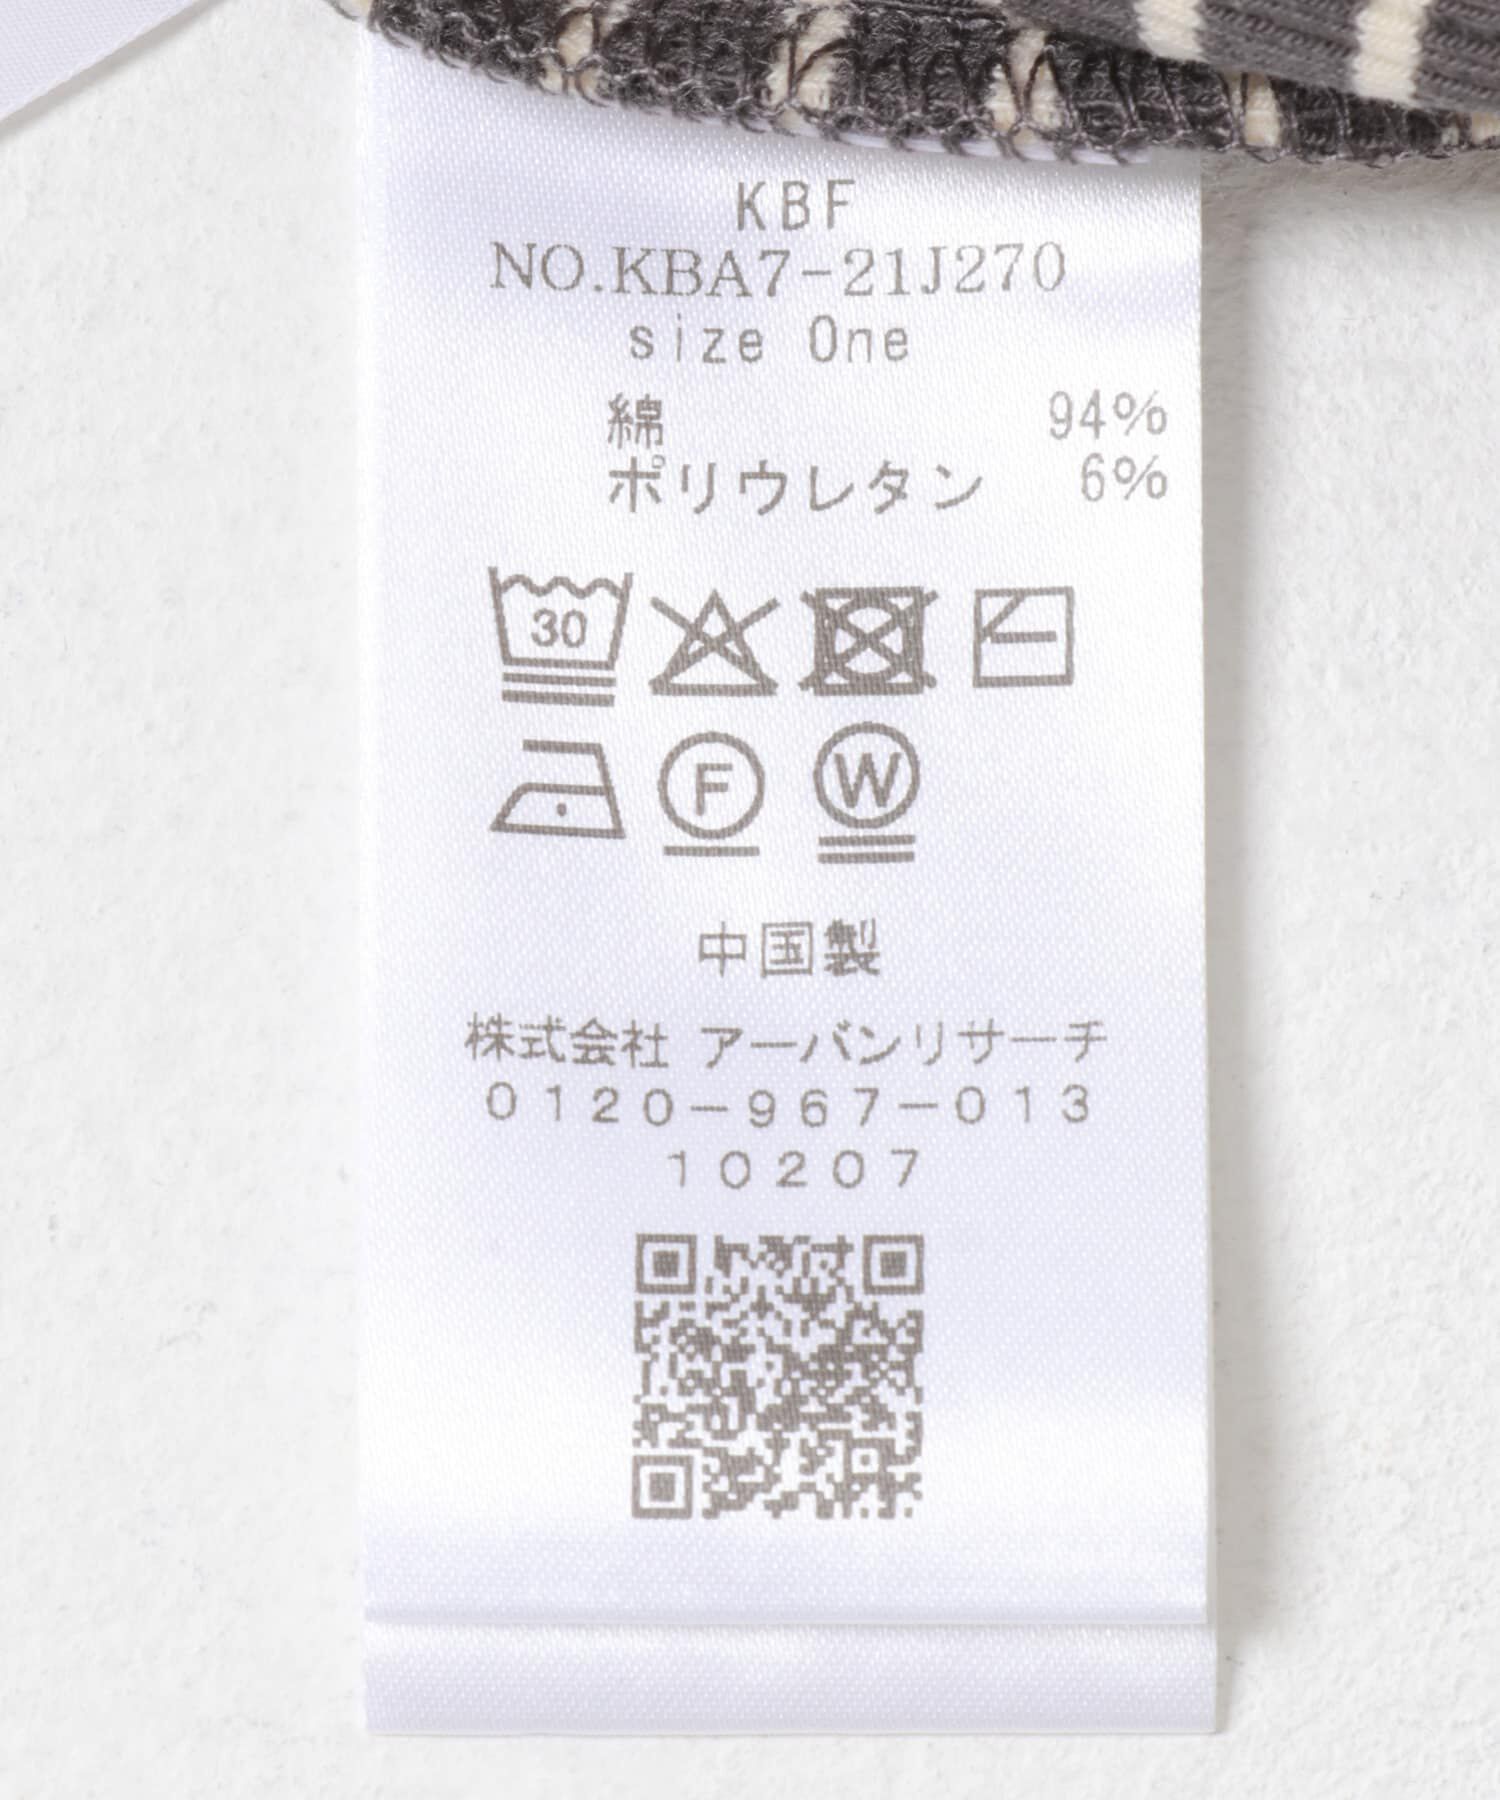 KBF
NO.KBA7-21J270
size One
綿 94%
ポリウレタン 6%
30
F W
中国製
株式会社 アーバンリサーチ
0120-967-013
10207